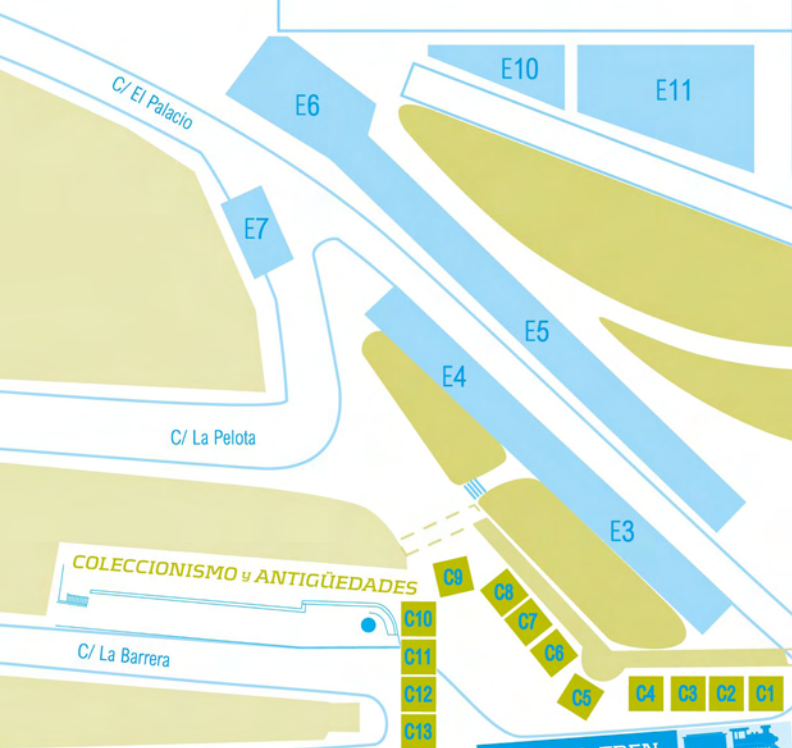 C/ El Palacio
E6
E10
E11
E7
E5
E4
C/ La Pelota
E3
COLECCIONISMO y ANTIGÜEDADES
C9
C8
C7
C6
C5
C4
C3
C2
C1
C10
C11
C12
C13
C/ La Barrera